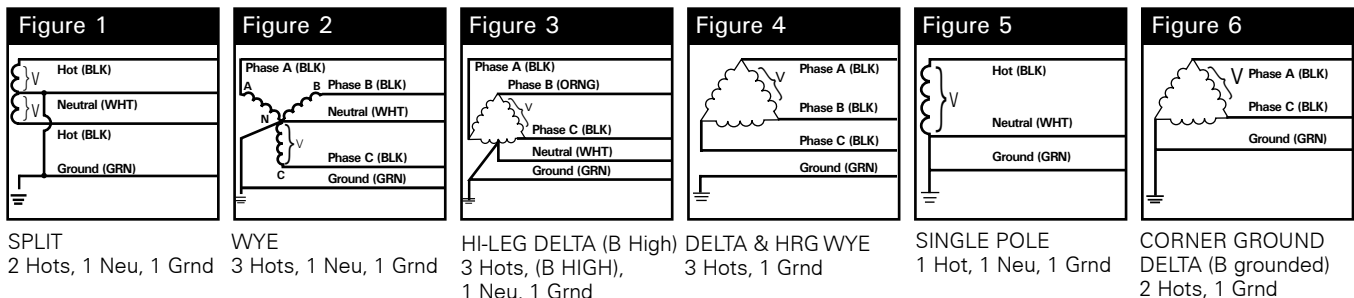 Figure 1
Hot (BLK)
V
Neutral (WHT)
V
Hot (BLK)
Ground (GRN)
SPLIT
2 Hots, 1 Neu, 1 Grnd
Figure 2
Phase A (BLK)
A
B Phase B (BLK)
Neutral (WHT)
N
V
Phase C (BLK)
C
Ground (GRN)
WYE
3 Hots, 1 Neu, 1 Grnd
Figure 3
Phase A (BLK)
Phase B (ORNG)
V
Phase C (BLK)
Neutral (WHT)
Ground (GRN)
HI-LEG DELTA (B High)
3 Hots, (B HIGH),
1 Neu, 1 Grnd
Figure 4
V Phase A (BLK)
Phase B (BLK)
Phase C (BLK)
Ground (GRN)
DELTA & HRG WYE
3 Hots, 1 Grnd
Figure 5
Hot (BLK)
V
Neutral (WHT)
Ground (GRN)
SINGLE POLE
1 Hot, 1 Neu, 1 Grnd
Figure 6
V Phase A (BLK)
Phase C (BLK)
Ground (GRN)
CORNER GROUND
DELTA (B grounded)
2 Hots, 1 Grnd